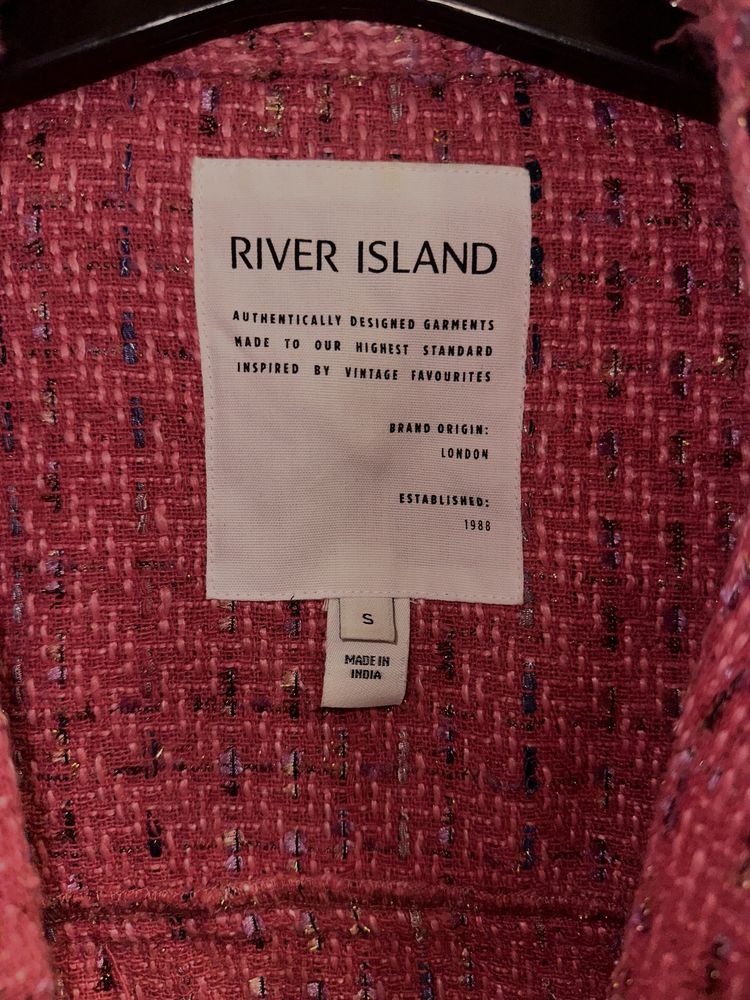 RIVER ISLAND
AUTHENTICALLY DESIGNED GARMENTS
MADE TO OUR HIGHEST STANDARD
INSPIRED BY VINTAGE FAVOURITES
BRAND ORIGIN:
LONDON
ESTABLISHED:
1988
S
MADE IN
INDIA